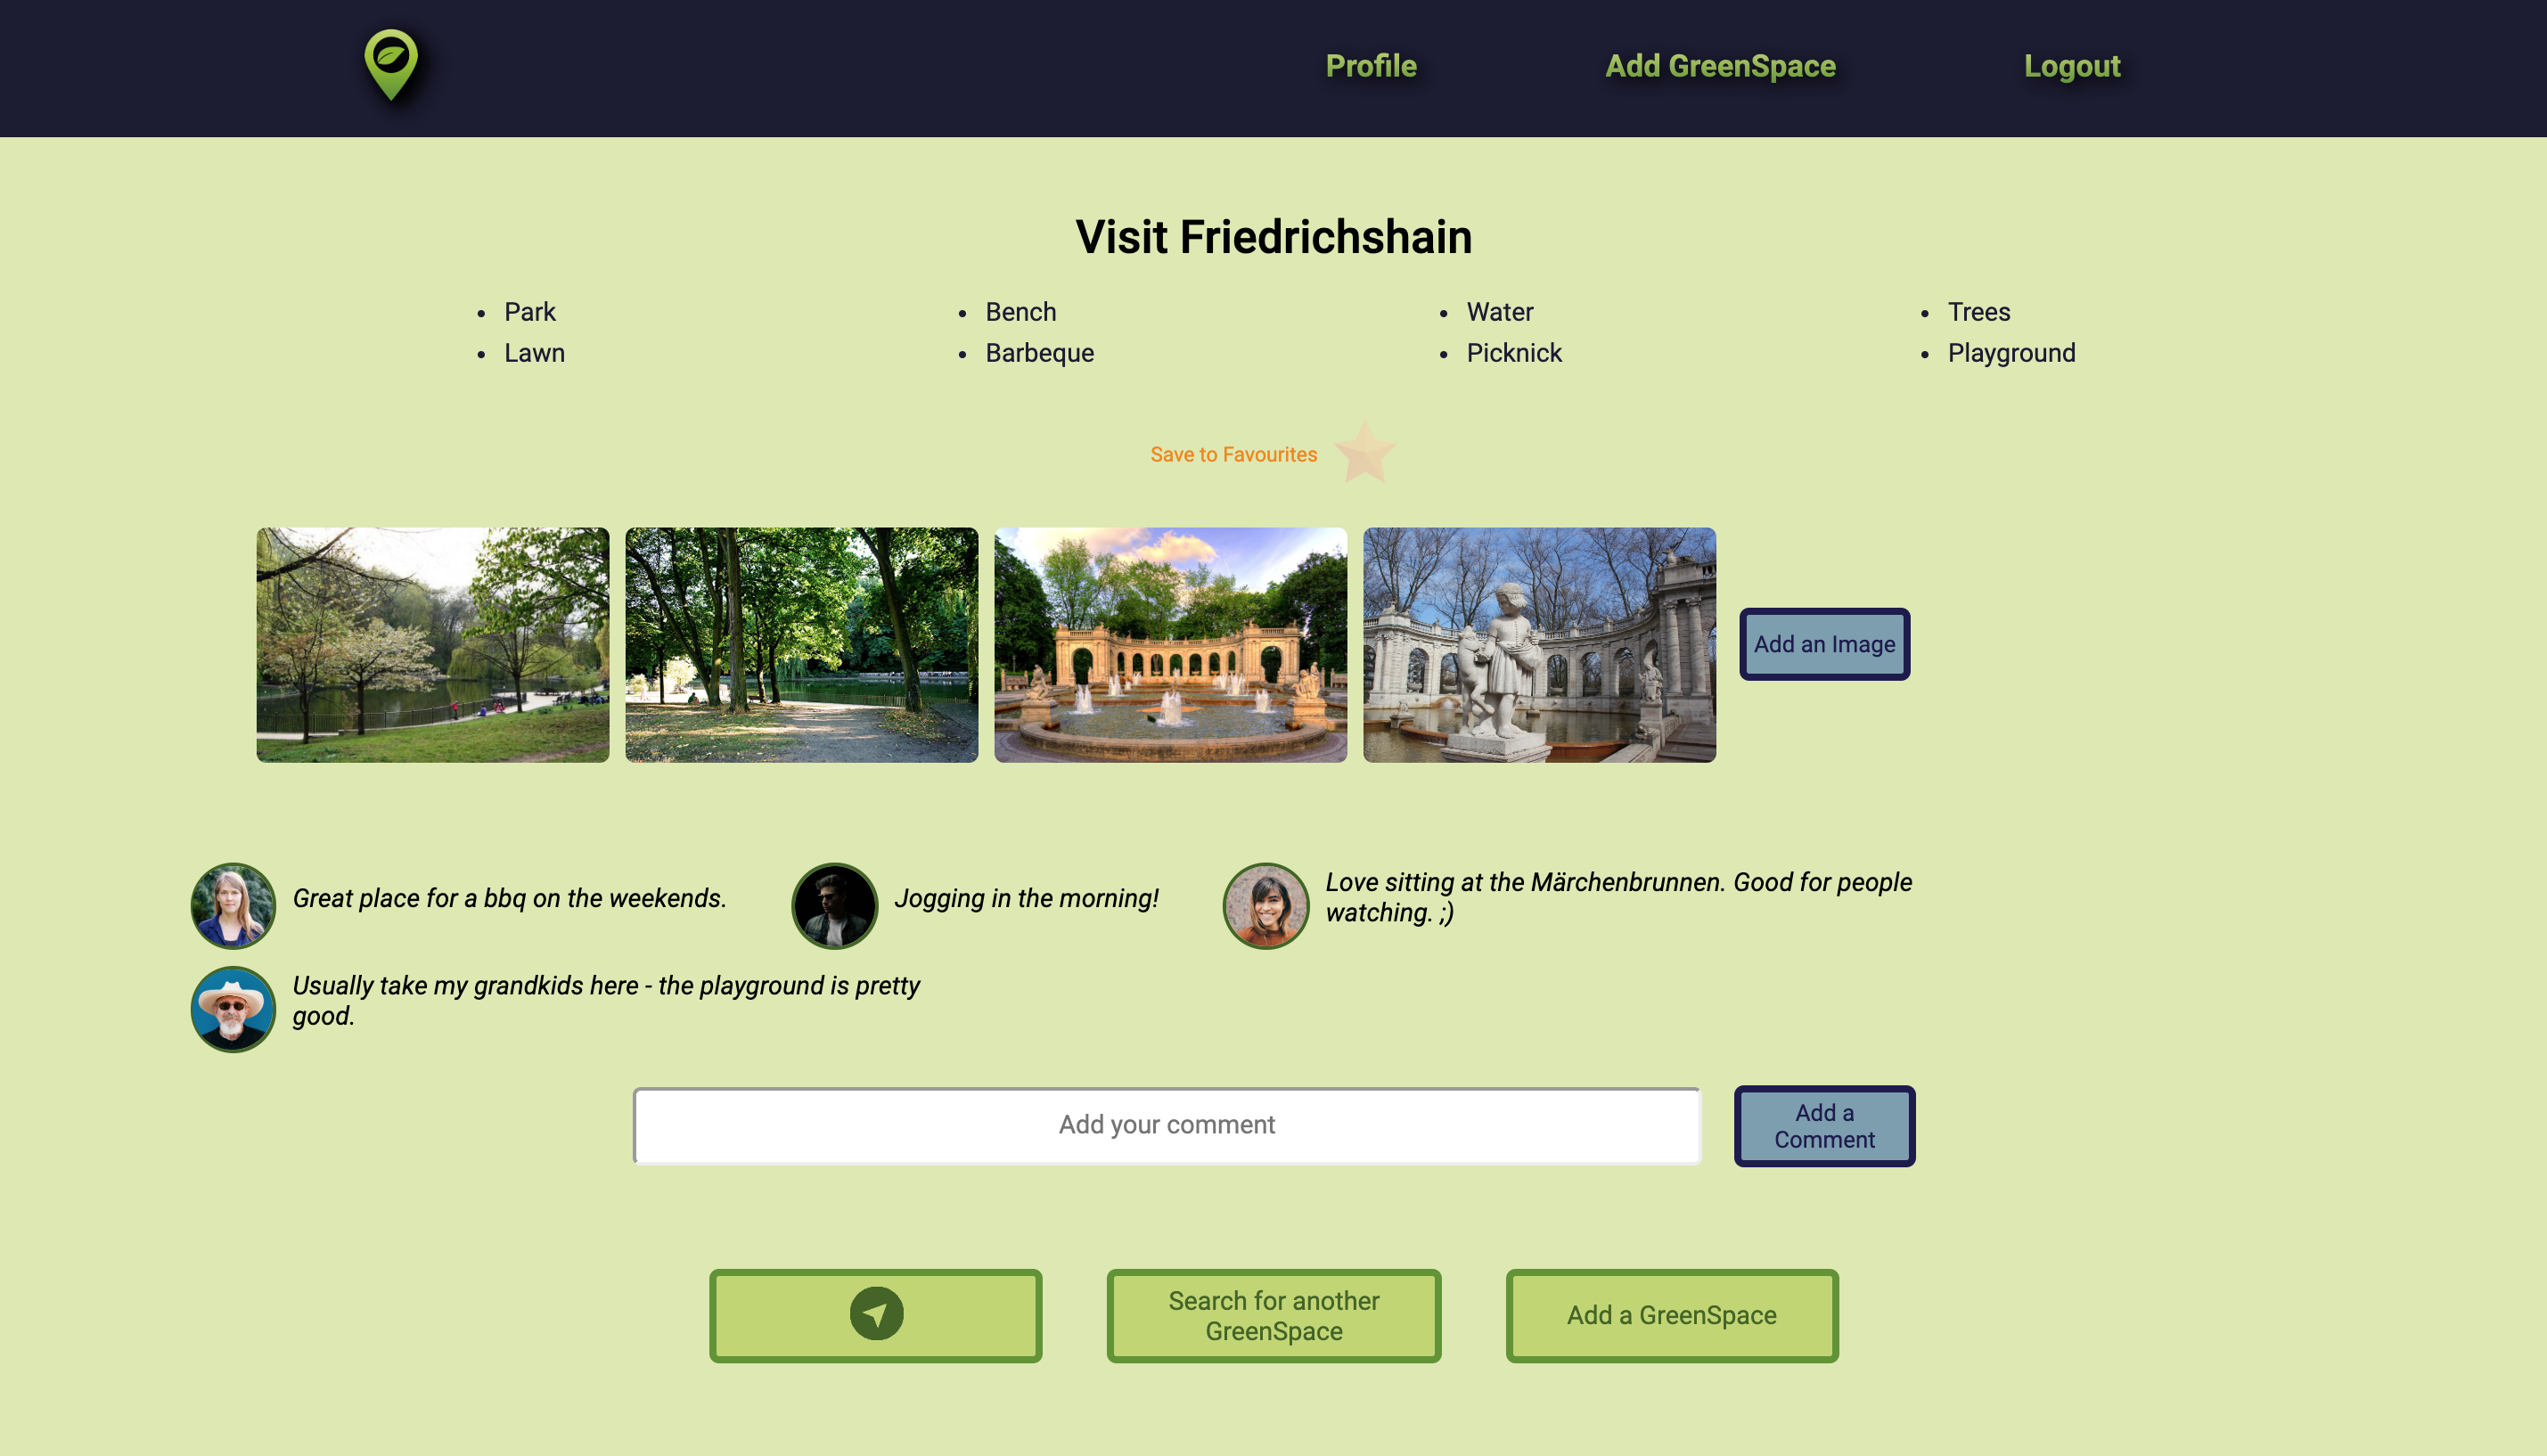 Profile
Add GreenSpace
Logout
Visit Friedrichshain
Park
Bench
Water
Trees
Lawn
Barbeque
Picknick
Playground
Save to Favourites
Add an Image
Great place for a bbq on the weekends.
Jogging in the morning!
Love sitting at the Märchenbrunnen. Good for people
watching. ;)
Usually take my grandkids here - the playground is pretty
good.
Add your comment
Add a
Comment
Search for another
GreenSpace
Add a GreenSpace